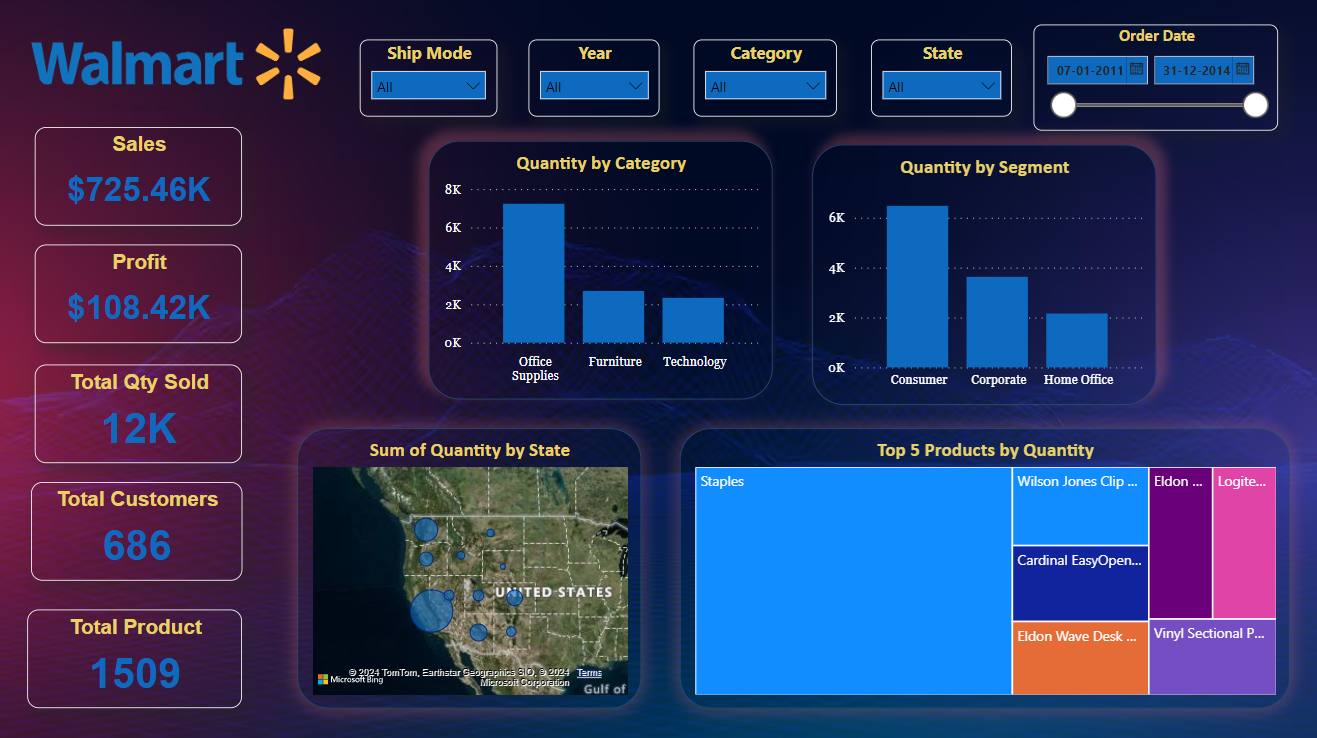 Walmart
Ship Mode
All
Year
All
Category
All
State
All
Order Date
07-01-2011
31-12-2014
Sales
$725.46K
Profit
$108.42K
Total Qty Sold
12K
Total Customers
686
Total Product
1509
Quantity by Category
8K
6K
4K
2K
0K
Office
Supplies
Furniture
Technology
Quantity by Segment
6K
4K
2K
0K
Consumer
Corporate
Home Office
Sum of Quantity by State
UNITED STATES
© 2024 TomTom, Earthstar Geographics SIO, © 2024
Microsoft Corporation
Terms
Microsoft Bing
Gulf of
Top 5 Products by Quantity
Staples
Wilson Jones Clip ...
Cardinal EasyOpen...
Eldon Wave Desk ...
Eldon ...
Logite...
Vinyl Sectional P...